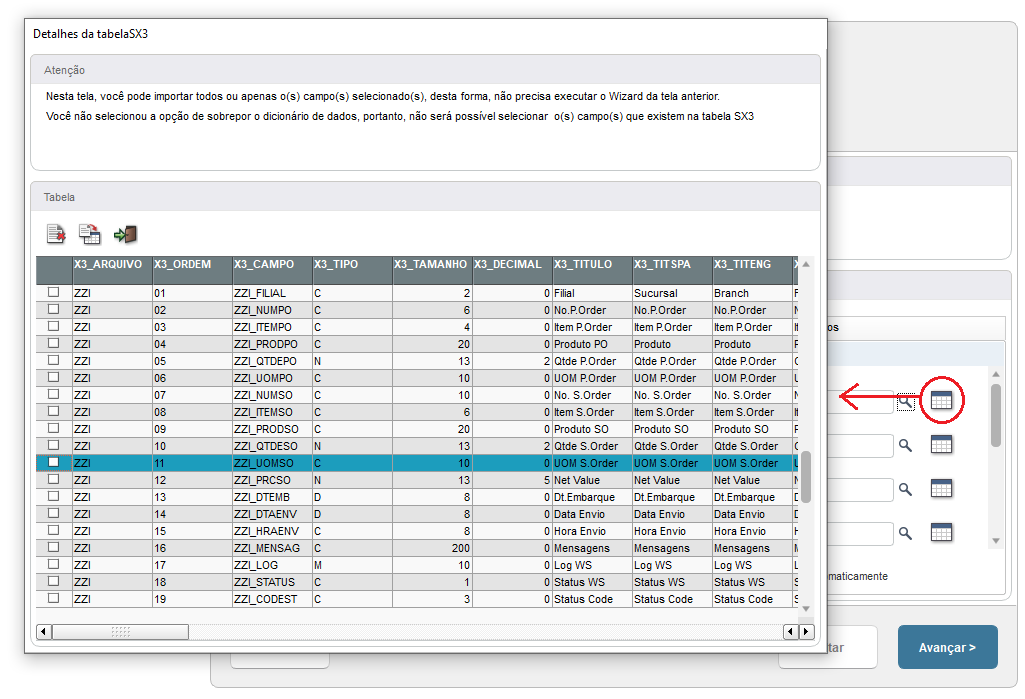 Detalhes da tabelaSX3
Atenção
Nesta tela, você pode importar todos ou apenas o(s) campo(s) selecionado(s), desta forma, não precisa executar o Wizard da tela anterior.
Você não selecionou a opção de sobrepor o dicionário de dados, portanto, não será possível selecionar o(s) campo(s) que existem na tabela SX3
Tabela
X3_ARQUIVO X3_ORDEM X3_CAMPO X3_TIPO X3_TAMANHO X3_DECIMAL X3_TITULO X3_TITSPA X3_TITENG X
ZZI 01 ZZI_FILIAL C 2 0 Filial Sucursal Branch
ZZI 02 ZZI_NUMPO C 6 0 No.P.Order No.P.Order No.P.Order
ZZI 03 ZZI_ITEMPO C 4 0 Item P.Order Item P.Order Item P.Order
ZZI 04 ZZI_PRODPO C 20 0 Produto PO Produto Produto
ZZI 05 ZZI_QTDEPO N 13 2 Qtde P.Order Qtde P.Order Qtde P.Order
ZZI 06 ZZI_UOMPO C 10 0 UOM P.Order UOM P.Order UOM P.Order
ZZI 07 ZZI_NUMSO C 10 0 No. S.Order No. S.Order No. S.Order
ZZI 08 ZZI_ITEMSO C 6 0 Item S.Order Item S.Order Item S.Order
ZZI 09 ZZI_PRODSO C 20 0 Produto SO Produto SO Produto SO
ZZI 10 ZZI_QTDESO N 13 2 Qtde S.Order Qtde S.Order Qtde S.Order
ZZI 11 ZZI_UOMSO C 10 0 UOM S.Order UOM S.Order UOM S.Order
ZZI 12 ZZI_PRCSO N 13 5 Net Value Net Value Net Value
ZZI 13 ZZI_DTEMB D 8 0 Dt.Embarque Dt.Embarque Dt.Embarque
ZZI 14 ZZI_DTAENV D 8 0 Data Envio Data Envio Data Envio
ZZI 15 ZZI_HRAENV C 8 0 Hora Envio Hora Envio Hora Envio
ZZI 16 ZZI_MENSAG C 200 0 Mensagens Mensagens Mensagens
ZZI 17 ZZI_LOG M 10 0 Log WS Log WS Log WS
ZZI 18 ZZI_STATUS C 1 0 Status WS Status WS Status WS
ZZI 19 ZZI_CODEST C 3 0 Status Code Status Code Status Code
os
maticamente
tar
Avançar >